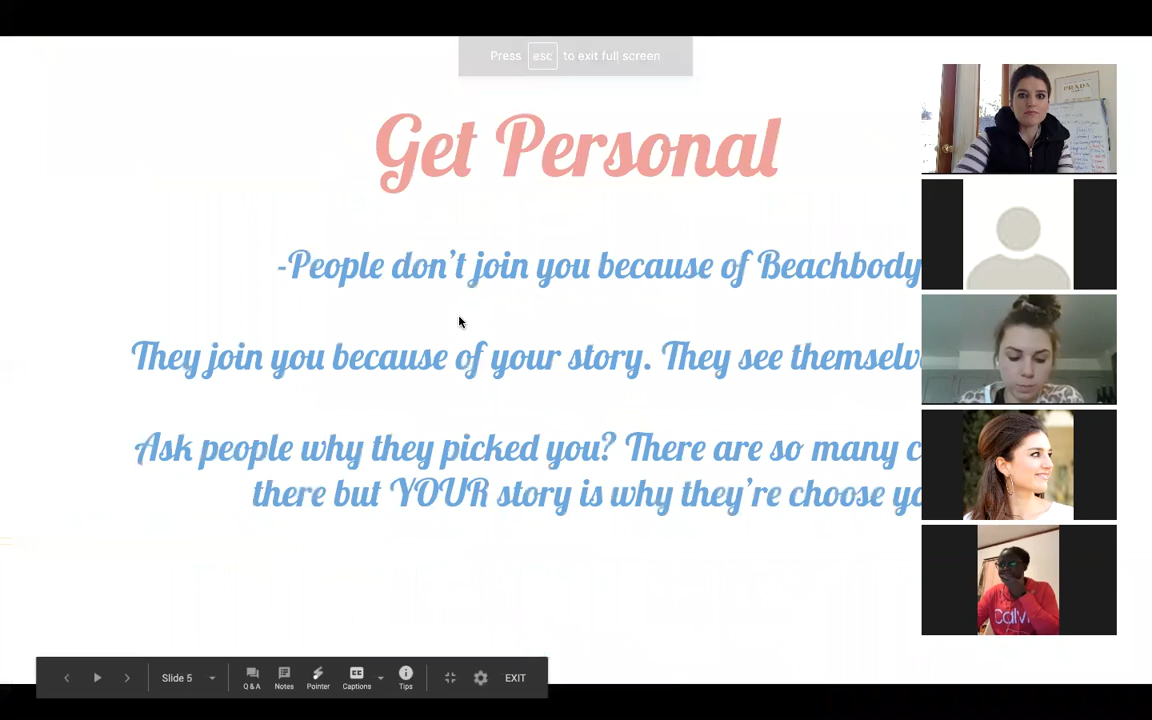 Press esc to exit full screen
Get Personal
PRADA
-People don't join you because of Beachbody
They join you because of your story. They see
Ask people why they picked you? There are so many
there but YOUR story is why they're choose
Slide 5
Q & A
Notes
Pointer
Captions
Tips
EXIT